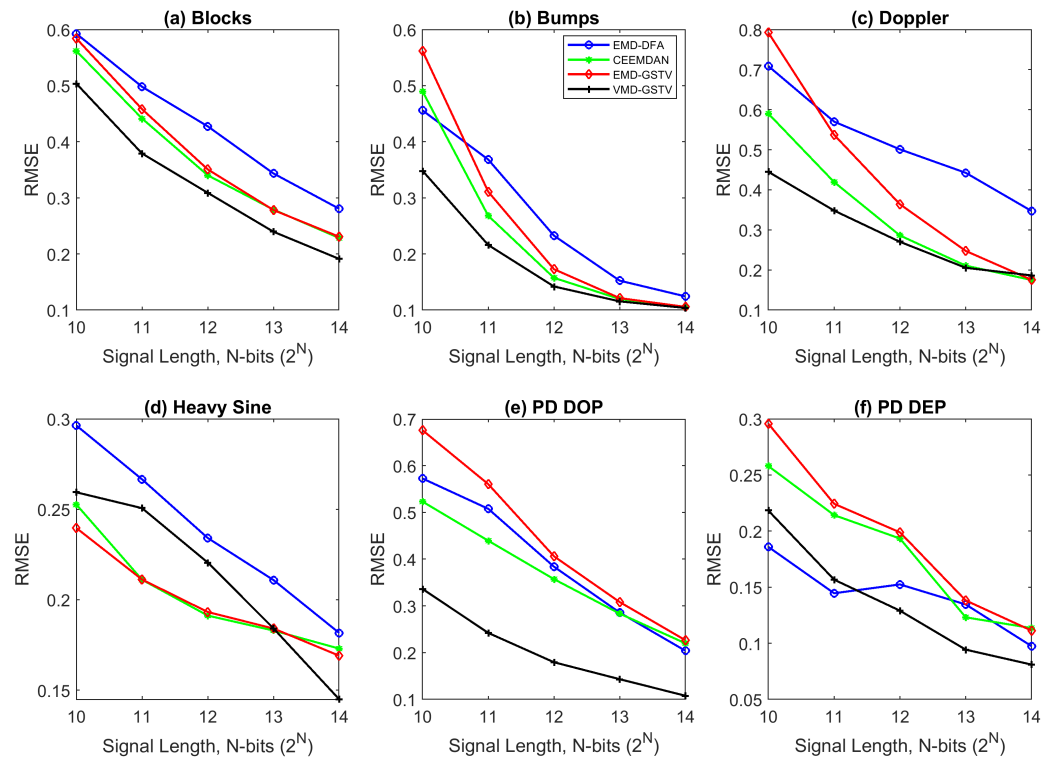 (a) Blocks
0.6
0.5
0.4
0.3
0.2
0.1
RMSE
10 11 12 13 14
Signal Length, N-bits (2^N)
(b) Bumps
0.6
0.5
0.4
0.3
0.2
0.1
RMSE
EMD-DFA
CEEMDAN
EMD-GSTV
VMD-GSTV
10 11 12 13 14
Signal Length, N-bits (2^N)
(c) Doppler
0.8
0.7
0.6
0.5
0.4
0.3
0.2
0.1
RMSE
10 11 12 13 14
Signal Length, N-bits (2^N)
(d) Heavy Sine
0.3
0.25
0.2
0.15
RMSE
10 11 12 13 14
Signal Length, N-bits (2^N)
(e) PD DOP
0.7
0.6
0.5
0.4
0.3
0.2
0.1
RMSE
10 11 12 13 14
Signal Length, N-bits (2^N)
(f) PD DEP
0.3
0.25
0.2
0.15
0.1
0.05
RMSE
10 11 12 13 14
Signal Length, N-bits (2^N)